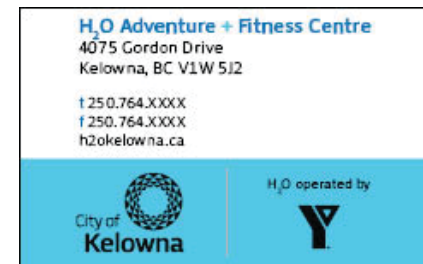 H₂O Adventure + Fitness Centre
4075 Gordon Drive
Kelowna, BC V1W 5J2
t 250.764.XXXX
f 250.764.XXXX
h2okelowna.ca
City of
Kelowna
H₂O operated by
Y